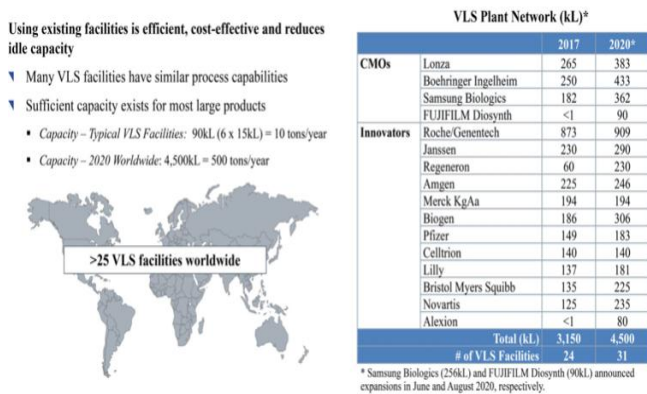 Using existing facilities is efficient, cost-effective and reduces
idle capacity
Many VLS facilities have similar process capabilities
Sufficient capacity exists for most large products
▪ Capacity – Typical VLS Facilities: 90kL (6 x 15kL) = 10 tons/year
▪ Capacity – 2020 Worldwide: 4,500kL = 500 tons/year
>25 VLS facilities worldwide
VLS Plant Network (kL)*
2017 2020*
CMOs Lonza 265 383
Boehringer Ingelheim 250 433
Samsung Biologics 182 362
FUJIFILM Diosynth <1 90
Innovators Roche/Genentech 873 909
Janssen 230 290
Regeneron 60 230
Amgen 225 246
Merck KgAa 194 194
Biogen 186 306
Pfizer 149 183
Celltrion 140 140
Lilly 137 181
Bristol Myers Squibb 135 225
Novartis 125 235
Alexion <1 80
Total (kL) 3,150 4,500
# of VLS Facilities 24 31
* Samsung Biologics (256kL) and FUJIFILM Diosynth (90kL) announced
expansions in June and August 2020, respectively.